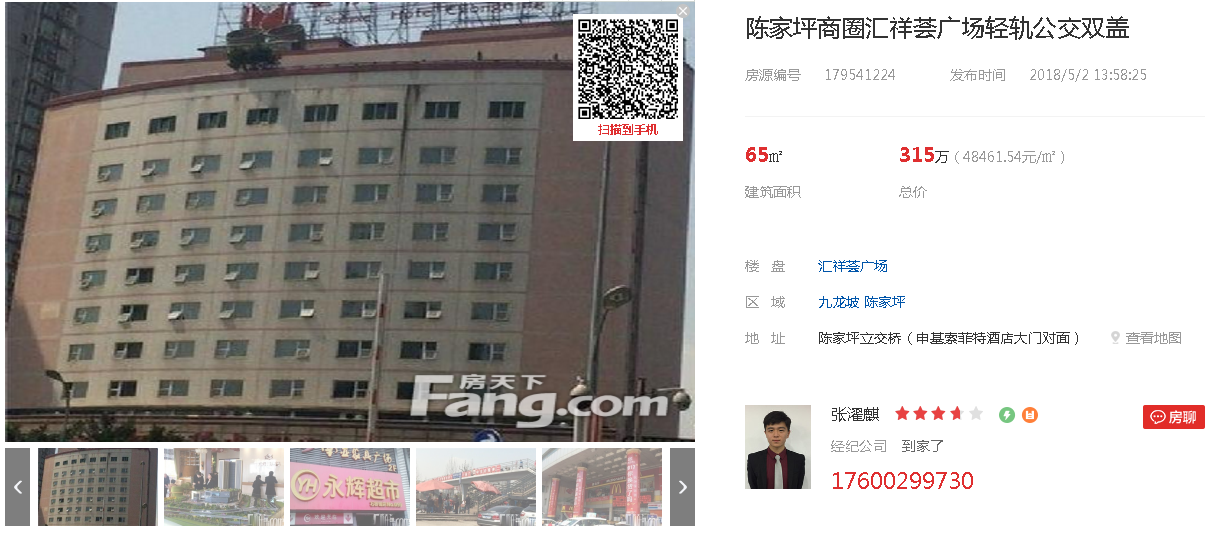 扫描到手机
房天下
Fang.com
永辉超市
陈家坪商圈汇祥荟广场轻轨公交双盖
房源编号 179541224 发布时间 2018/5/2 13:58:25
65㎡ 315万（48461.54元/㎡）
建筑面积 总价
楼 盘 汇祥荟广场
区 域 九龙坡 陈家坪
地 址 陈家坪立交桥（申基索菲特酒店大门对面） 查看地图
张濯麒
房聊
经纪公司 到家了
17600299730